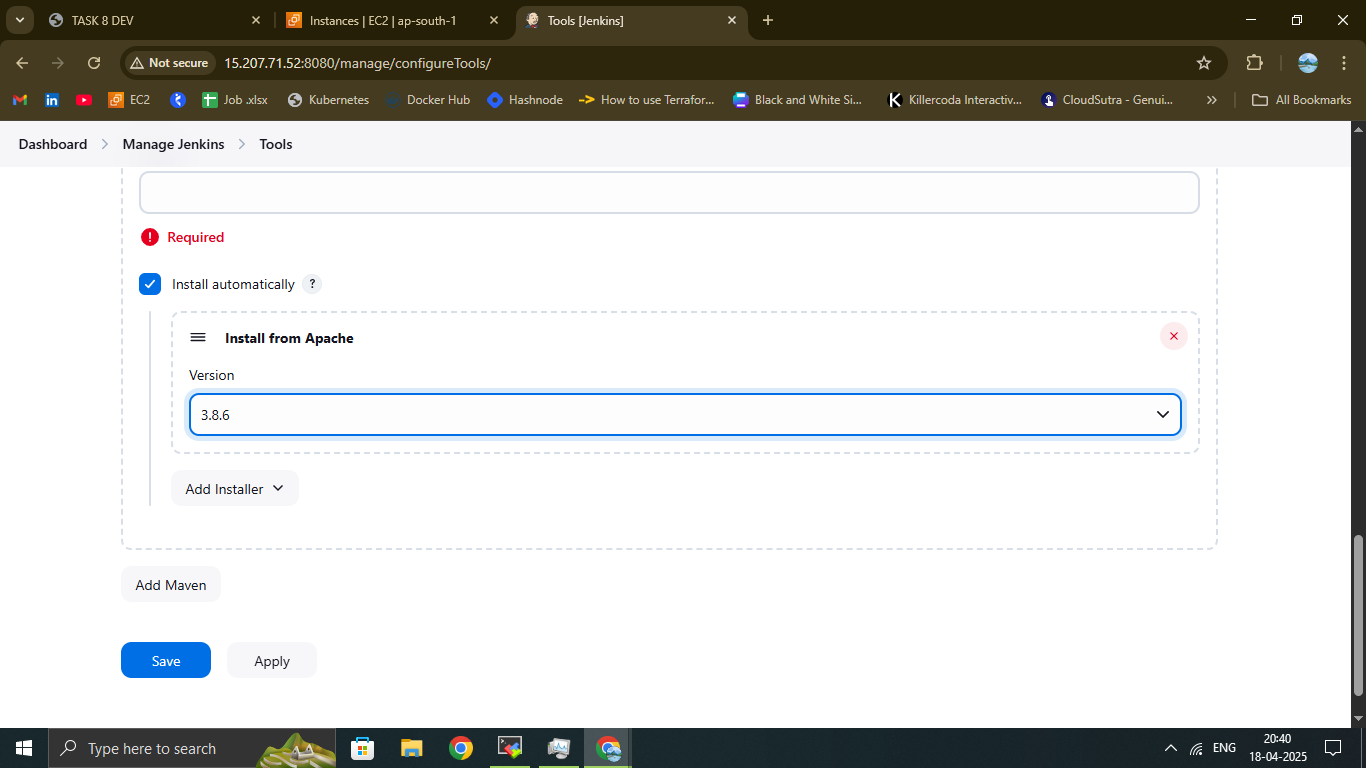 TASK 8 DEV
Instances | EC2 | ap-south-1
Tools [Jenkins]
Not secure
15.207.71.52:8080/manage/configureTools/
EC2
Job .xlsx
Kubernetes
Docker Hub
Hashnode
How to use Terrafor...
Black and White Si...
Killercoda Interactiv...
CloudSutra - Genui...
All Bookmarks
Dashboard
Manage Jenkins
Tools
Required
Install automatically ?
Install from Apache
Version
3.8.6
Add Installer
Add Maven
Save
Apply
Type here to search
ENG
20:40
18-04-2025